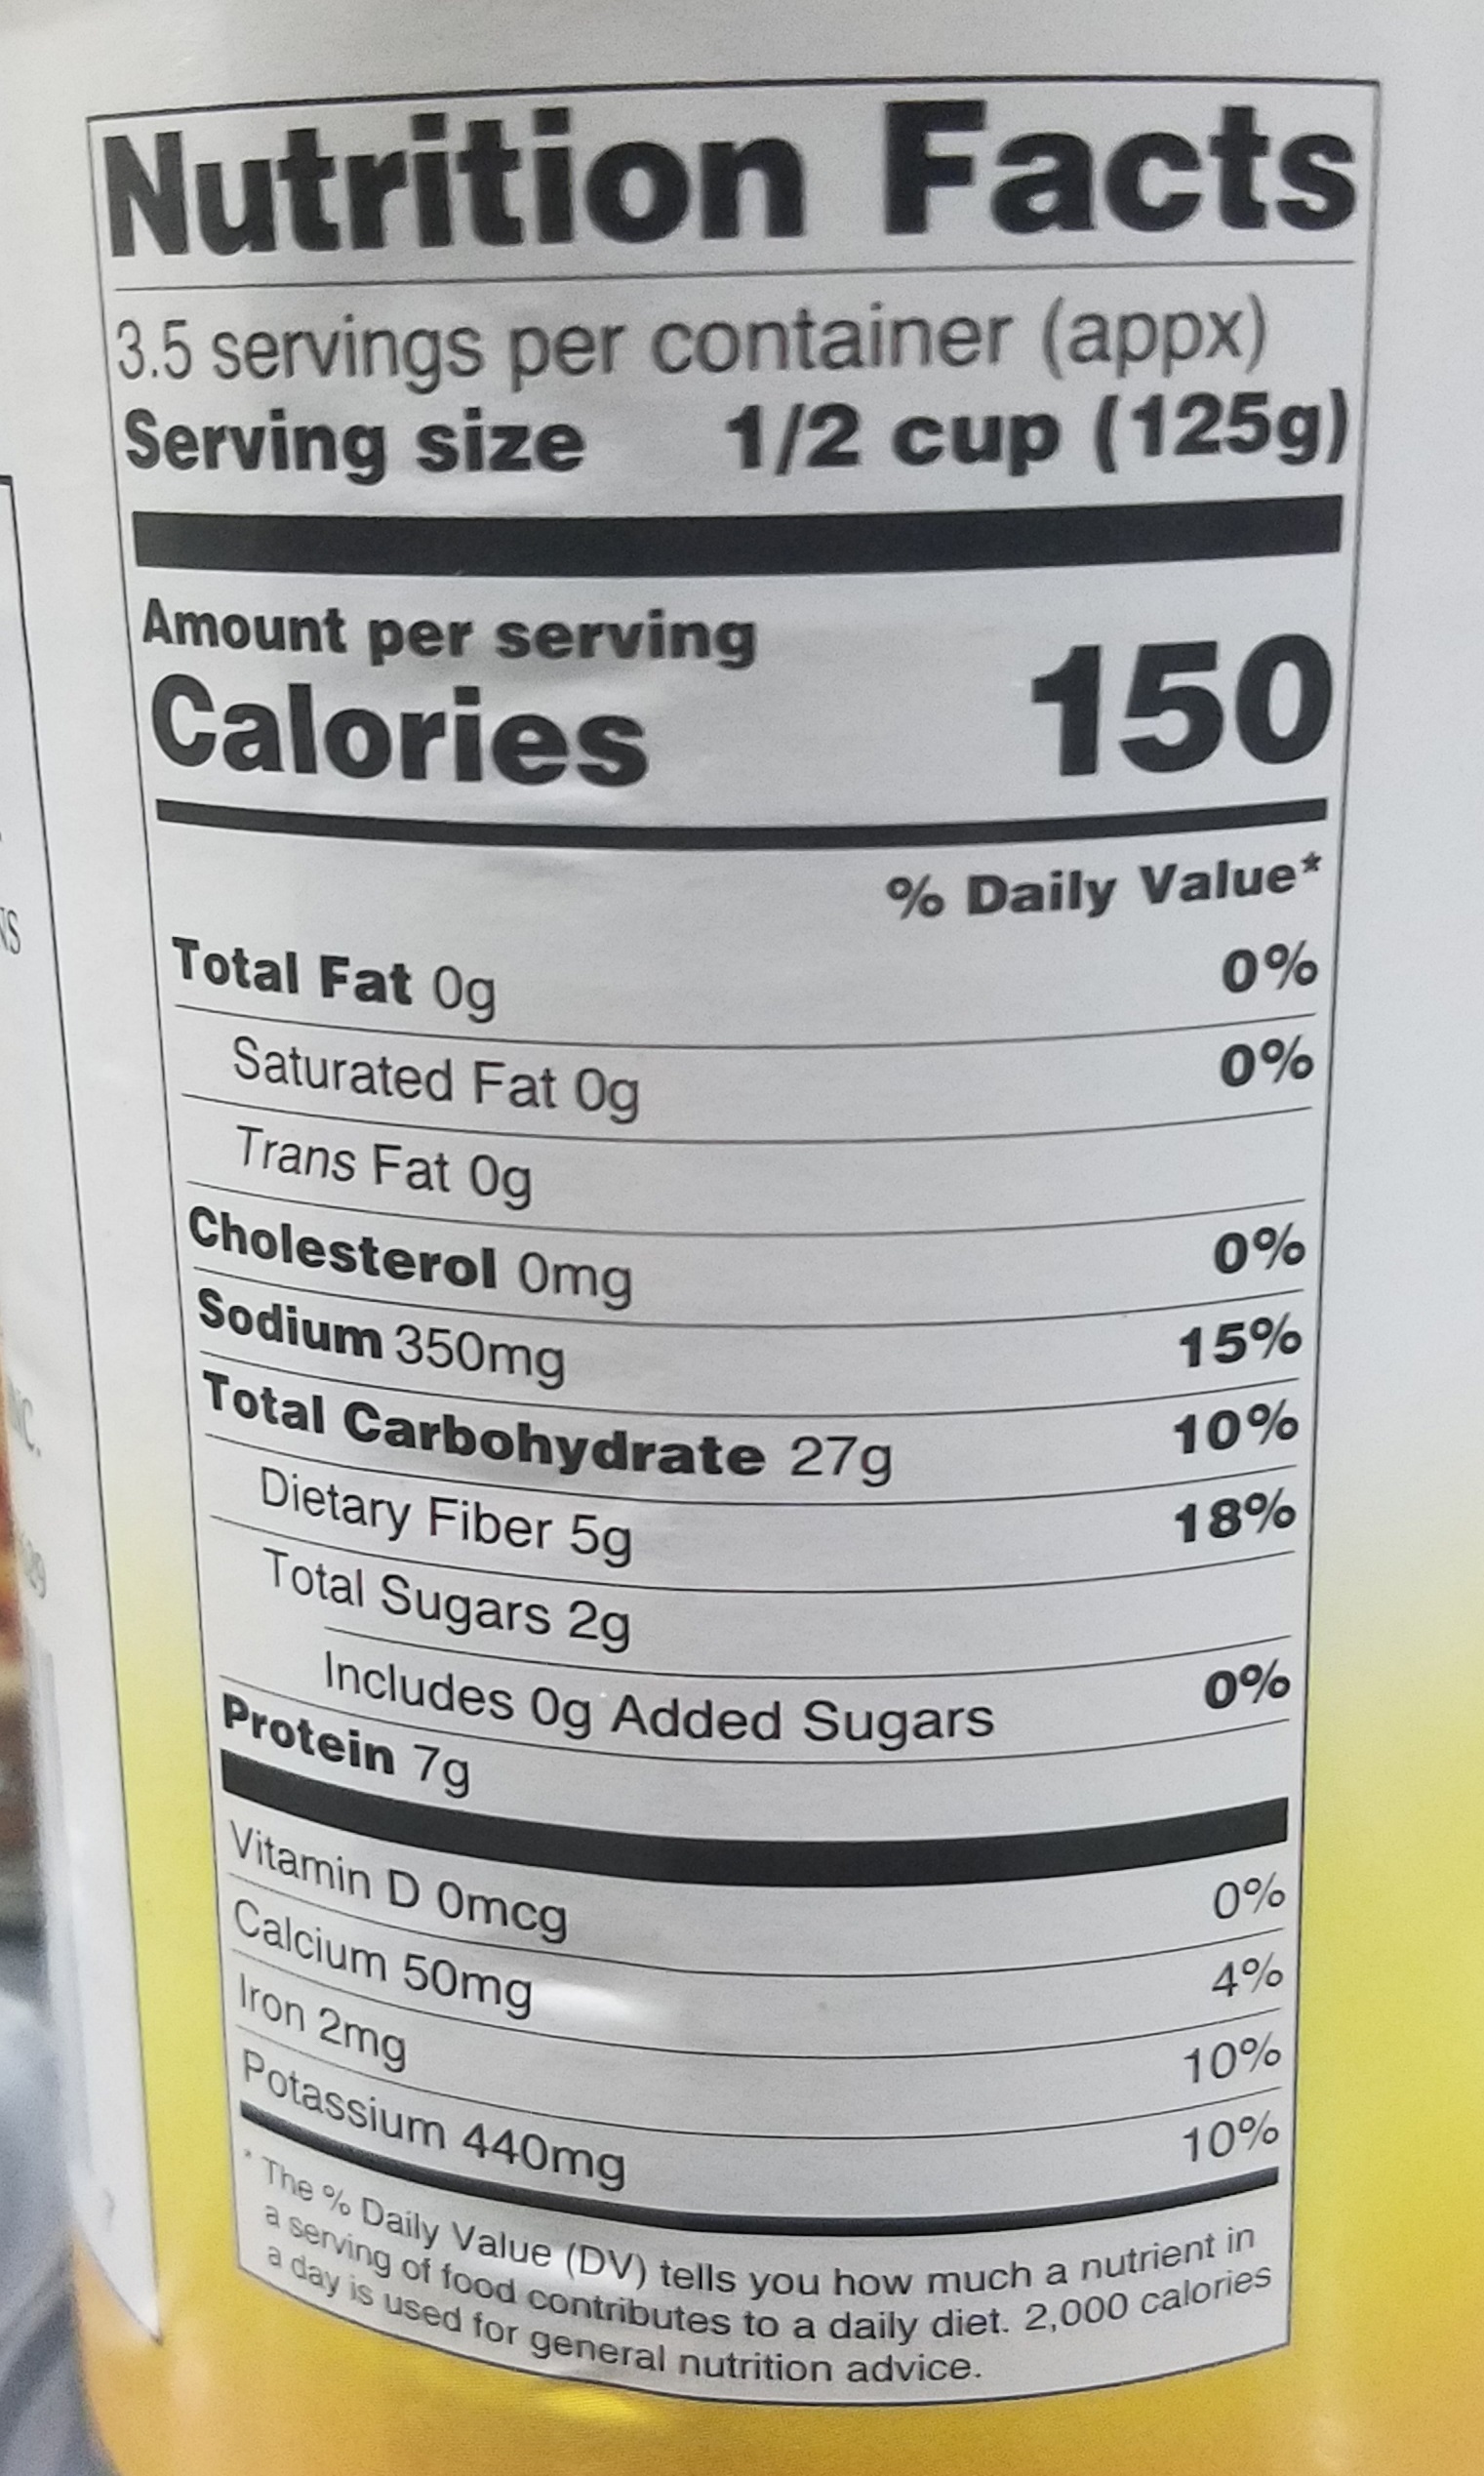 Nutrition Facts
3.5 servings per container (appx)
Serving size 1/2 cup (125g)
Amount per serving
Calories 150
% Daily Value*
Total Fat 0g 0%
Saturated Fat 0g 0%
Trans Fat 0g
Cholesterol 0mg 0%
Sodium 350mg 15%
Total Carbohydrate 27g 10%
Dietary Fiber 5g 18%
Total Sugars 2g
Includes 0g Added Sugars 0%
Protein 7g
Vitamin D 0mcg 0%
Calcium 50mg 4%
Iron 2mg 10%
Potassium 440mg 10%
* The % Daily Value (DV) tells you how much a nutrient in
a serving of food contributes to a daily diet. 2,000 calories
a day is used for general nutrition advice.